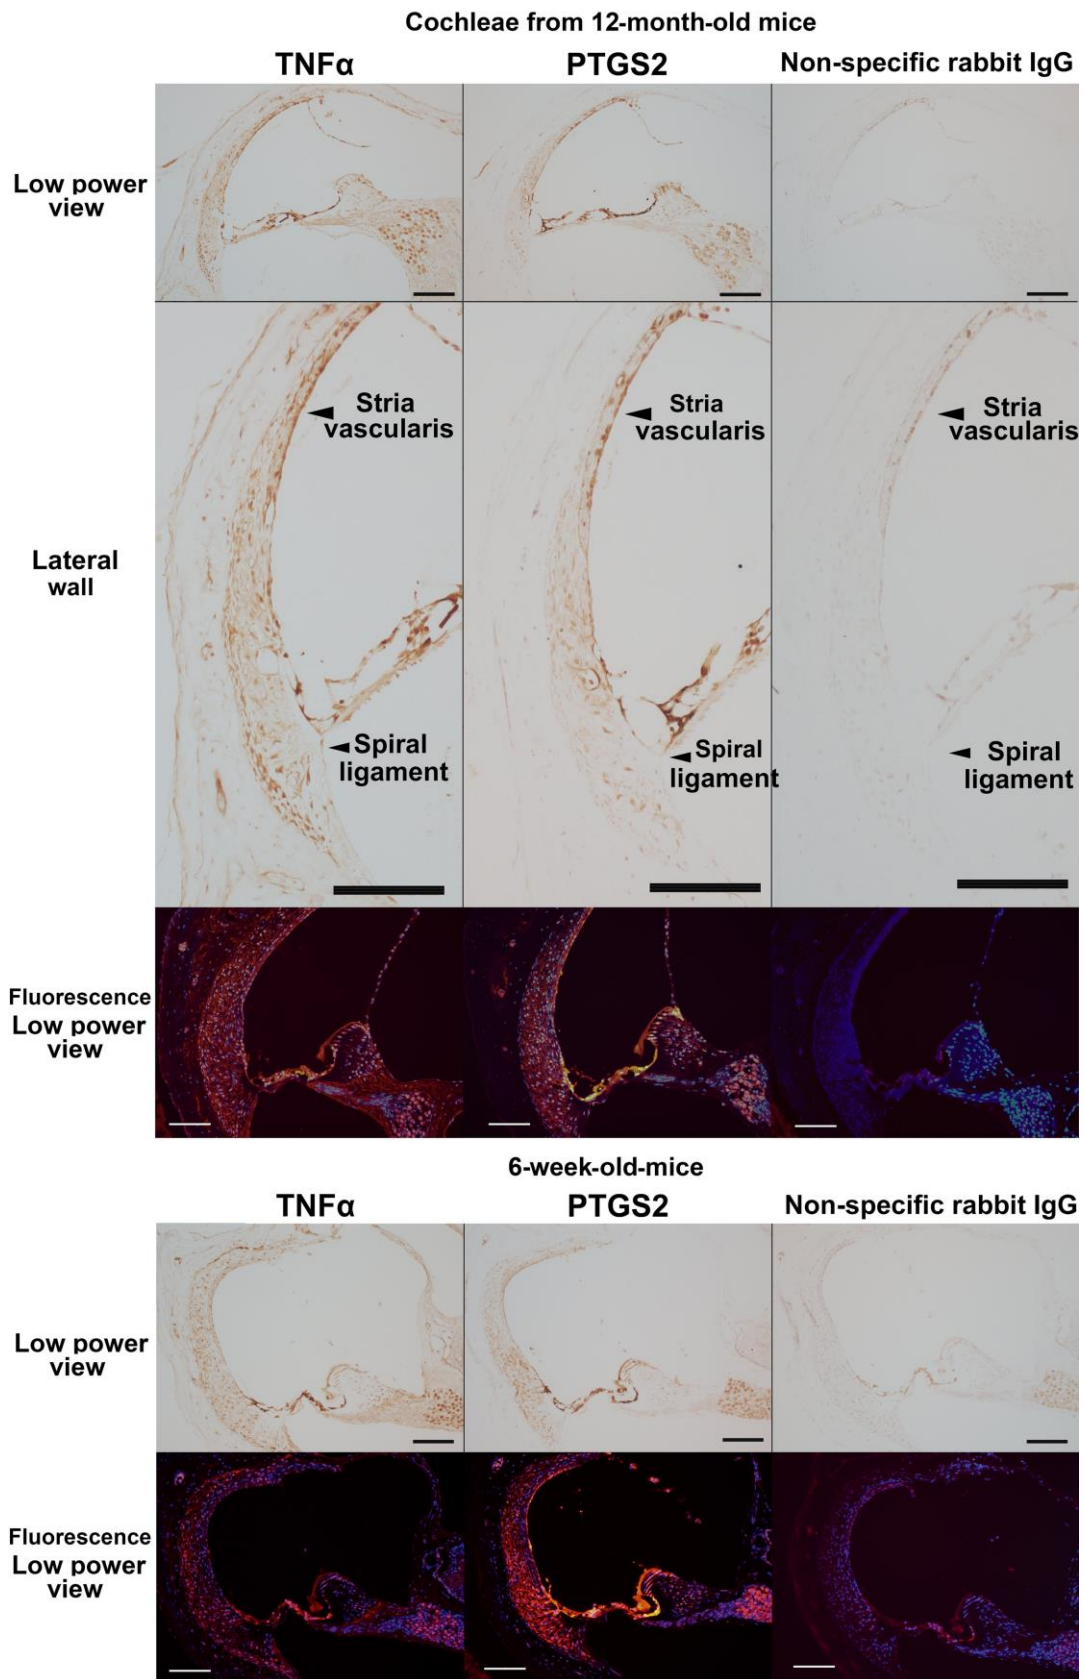 Cochleae from 12-month-old mice
TNFα
PTGS2
Non-specific rabbit IgG
Low power
view
Stria
vascularis
Stria
vascularis
Stria
vascularis
Lateral
wall
Spiral
ligament
Spiral
ligament
Spiral
ligament
Fluorescence
Low power
view
6-week-old-mice
TNFα
PTGS2
Non-specific rabbit IgG
Low power
view
Fluorescence
Low power
view